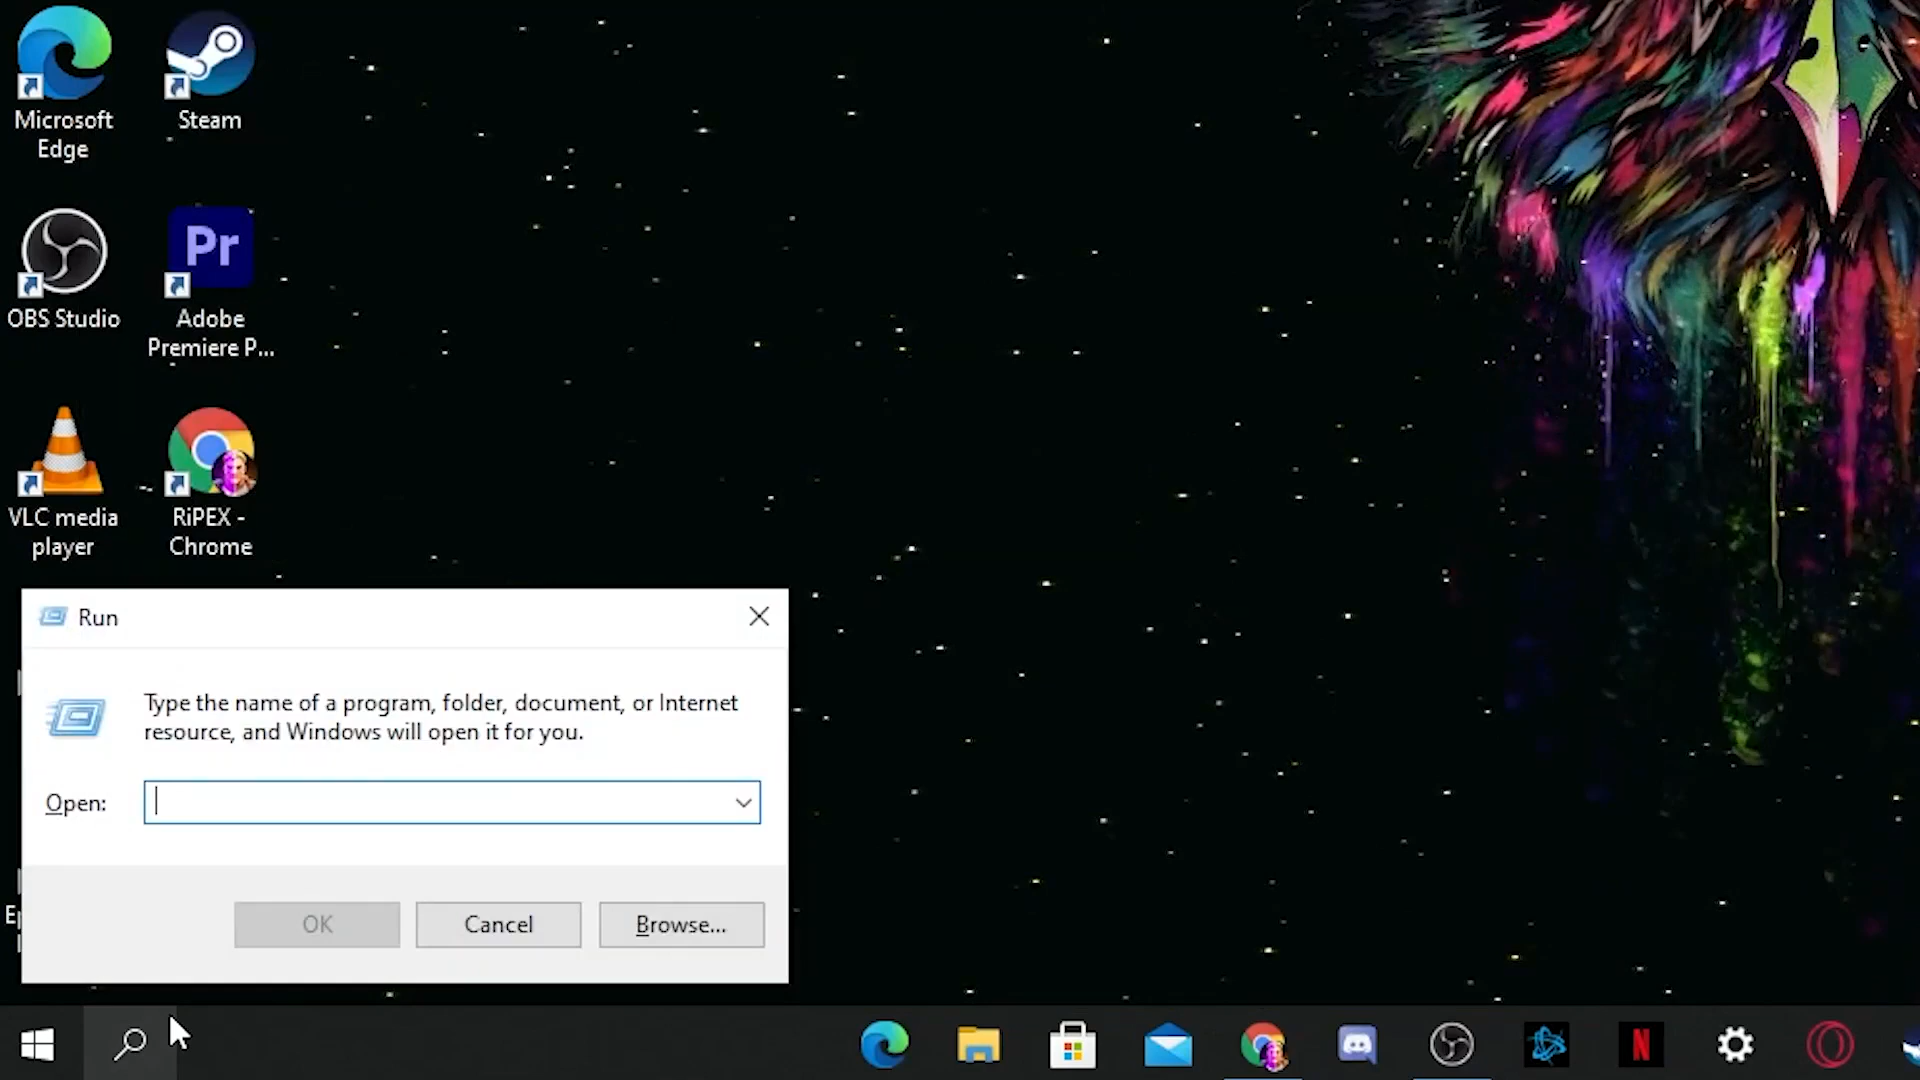 Microsoft
Edge
Steam
OBS Studio
Pr
Adobe
Premiere P...
VLC media
player
RiPEX -
Chrome
Run
Type the name of a program, folder, document, or Internet
resource, and Windows will open it for you.
Open:
OK
Cancel
Browse...
N